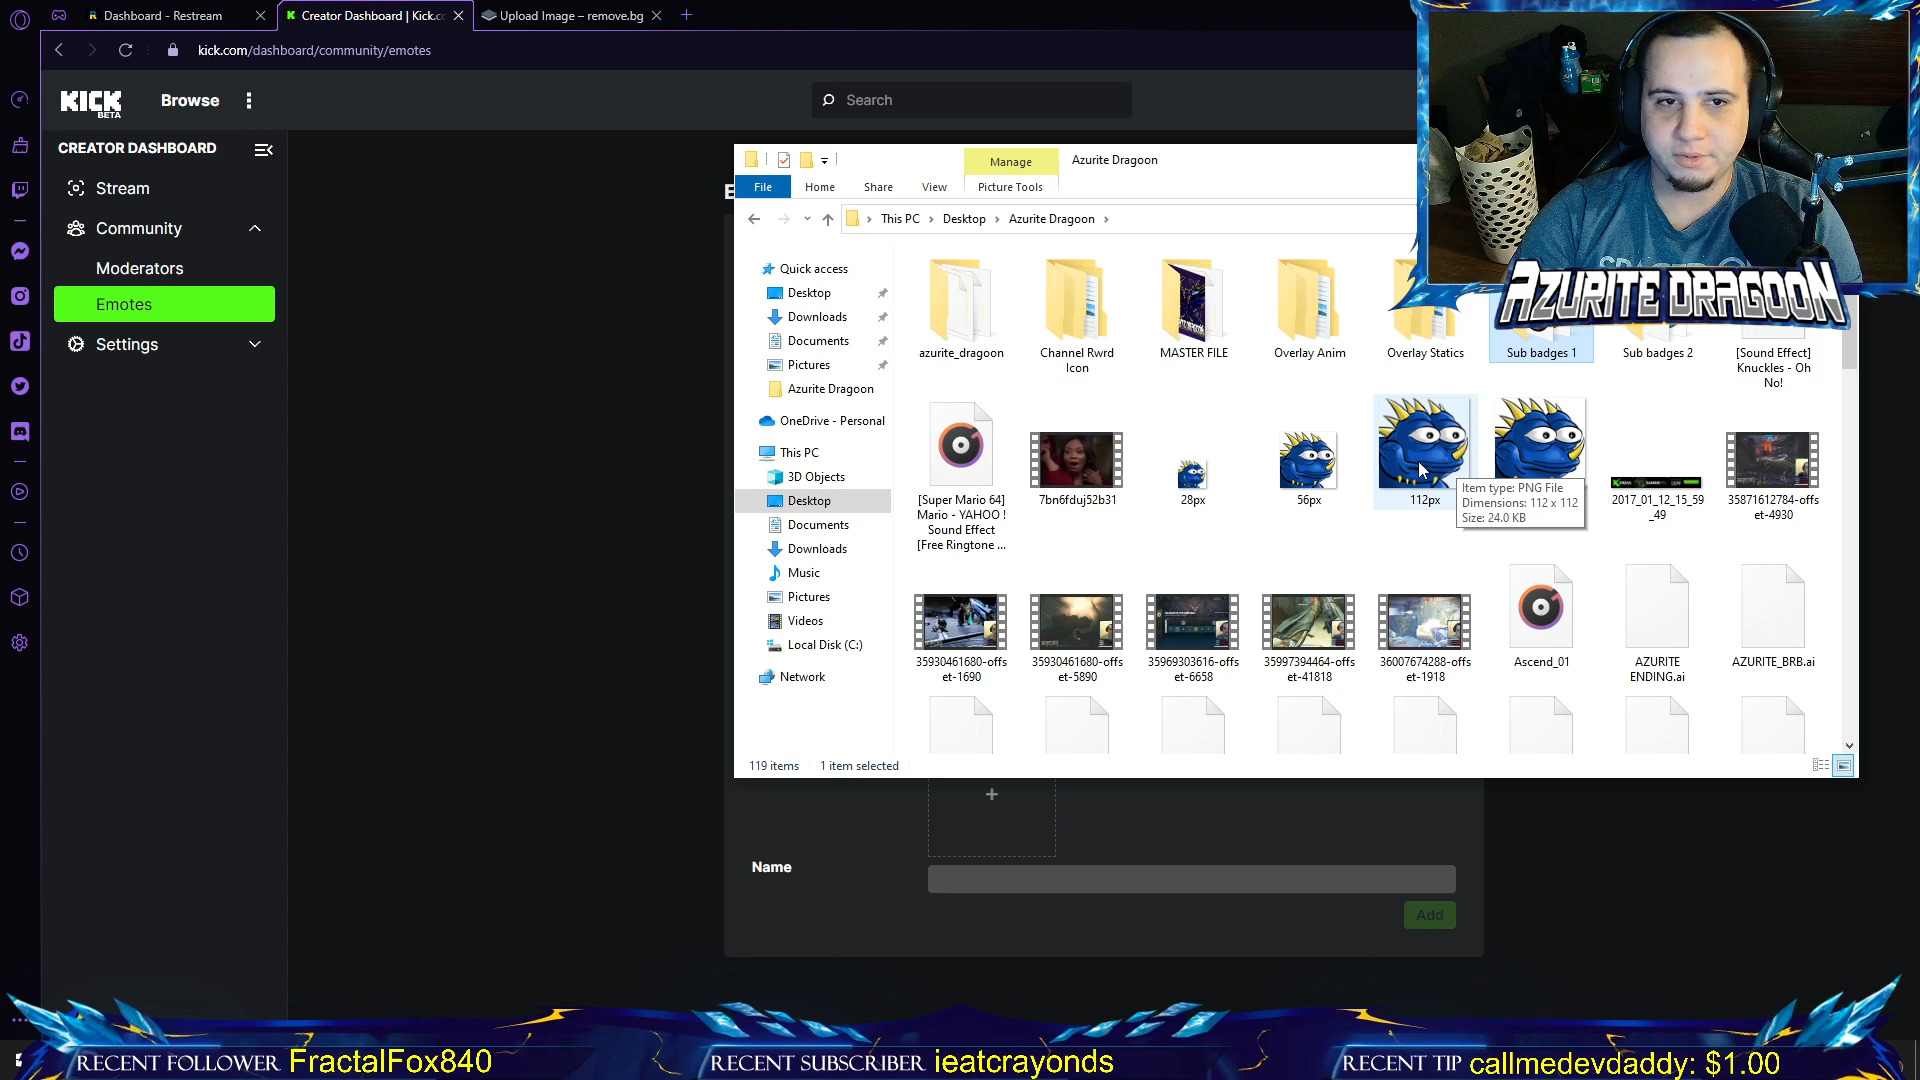 Dashboard - Restream
Creator Dashboard | Kick.c
Upload Image – remove.bg
kick.com/dashboard/community/emotes
KICK
BETA
Browse
Search
CREATOR DASHBOARD
Stream
Community
Moderators
Emotes
Settings
Manage
Azurite Dragoon
File
Home
Share
View
Picture Tools
This PC
Desktop
Azurite Dragoon
Quick access
Desktop
Downloads
Documents
Pictures
Azurite Dragoon
OneDrive - Personal
This PC
3D Objects
Desktop
Documents
Downloads
Music
Pictures
Videos
Local Disk (C:)
Network
azurite_dragoon
Channel Rwrd
Icon
MASTER FILE
Overlay Anim
Overlay Statics
Sub badges 1
Sub badges 2
[Sound Effect]
Knuckles - Oh
No!
[Super Mario 64]
Mario - YAHOO !
Sound Effect
[Free Ringtone ...
7bn6fduj52b31
28px
56px
112px
Item type: PNG File
Dimensions: 112 x 112
Size: 24.0 KB
2017_01_12_15_59
_49
35871612784-offs
et-4930
35930461680-offs
et-1690
35930461680-offs
et-5890
35969303616-offs
et-6658
35997394464-offs
et-41818
36007674288-offs
et-1918
Ascend_01
AZURITE
ENDING.ai
AZURITE_BRB.ai
119 items
1 item selected
Name
Add
AZURITE DRAGOON
RECENT FOLLOWER FractalFox840
RECENT SUBSCRIBER ieatcrayonds
RECENT TIP callmedevdaddy: $1.00